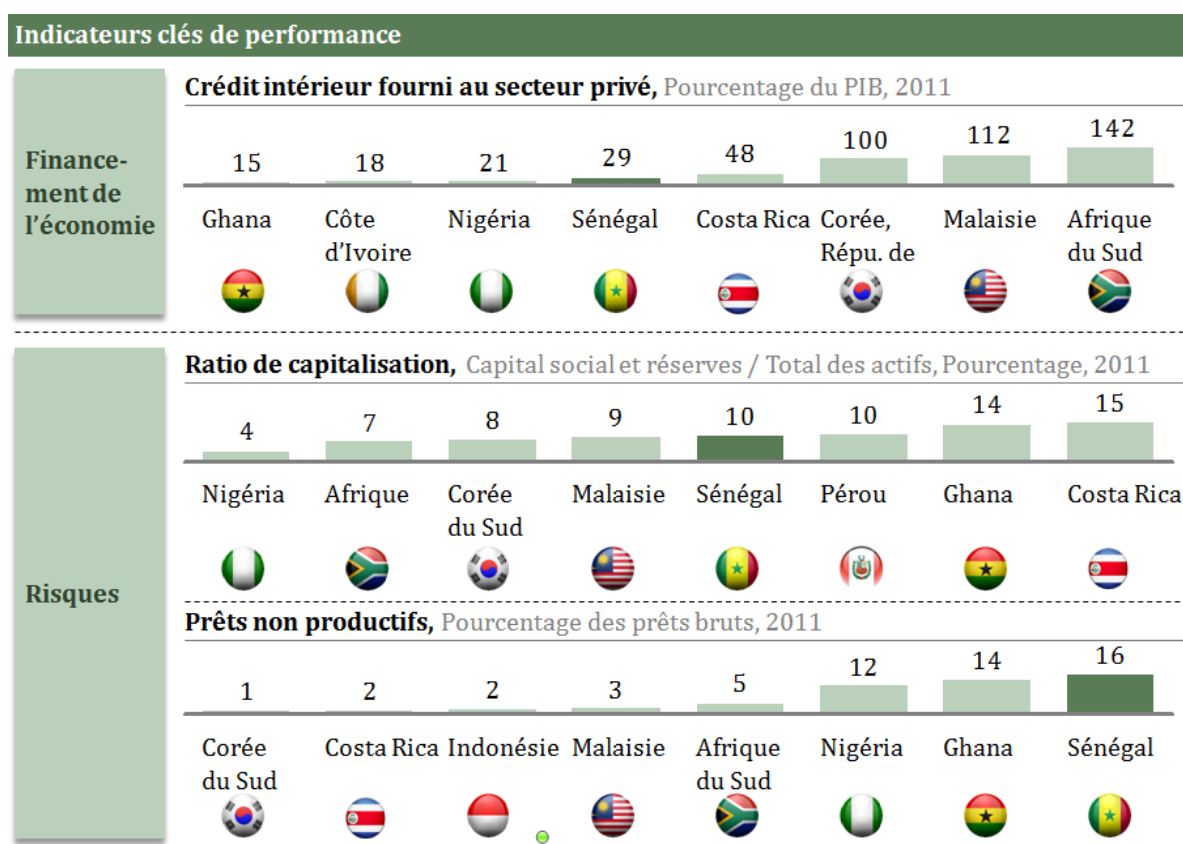 Indicateurs clés de performance
Finance-
ment de
l'économie
Crédit intérieur fourni au secteur privé, Pourcentage du PIB, 2011
15 18 21 29 48 100 112 142
Ghana Côte Nigéria Sénégal Costa Rica Corée, Malaisie Afrique
d'Ivoire Répu. de du Sud
Risques
Ratio de capitalisation, Capital social et réserves / Total des actifs, Pourcentage, 2011
4 7 8 9 10 10 14 15
Nigéria Afrique Corée Malaisie Sénégal Pérou Ghana Costa Rica
du Sud
Prêts non productifs, Pourcentage des prêts bruts, 2011
1 2 2 3 5 12 14 16
Corée Costa Rica Indonésie Malaisie Afrique Nigéria Ghana Sénégal
du Sud du Sud